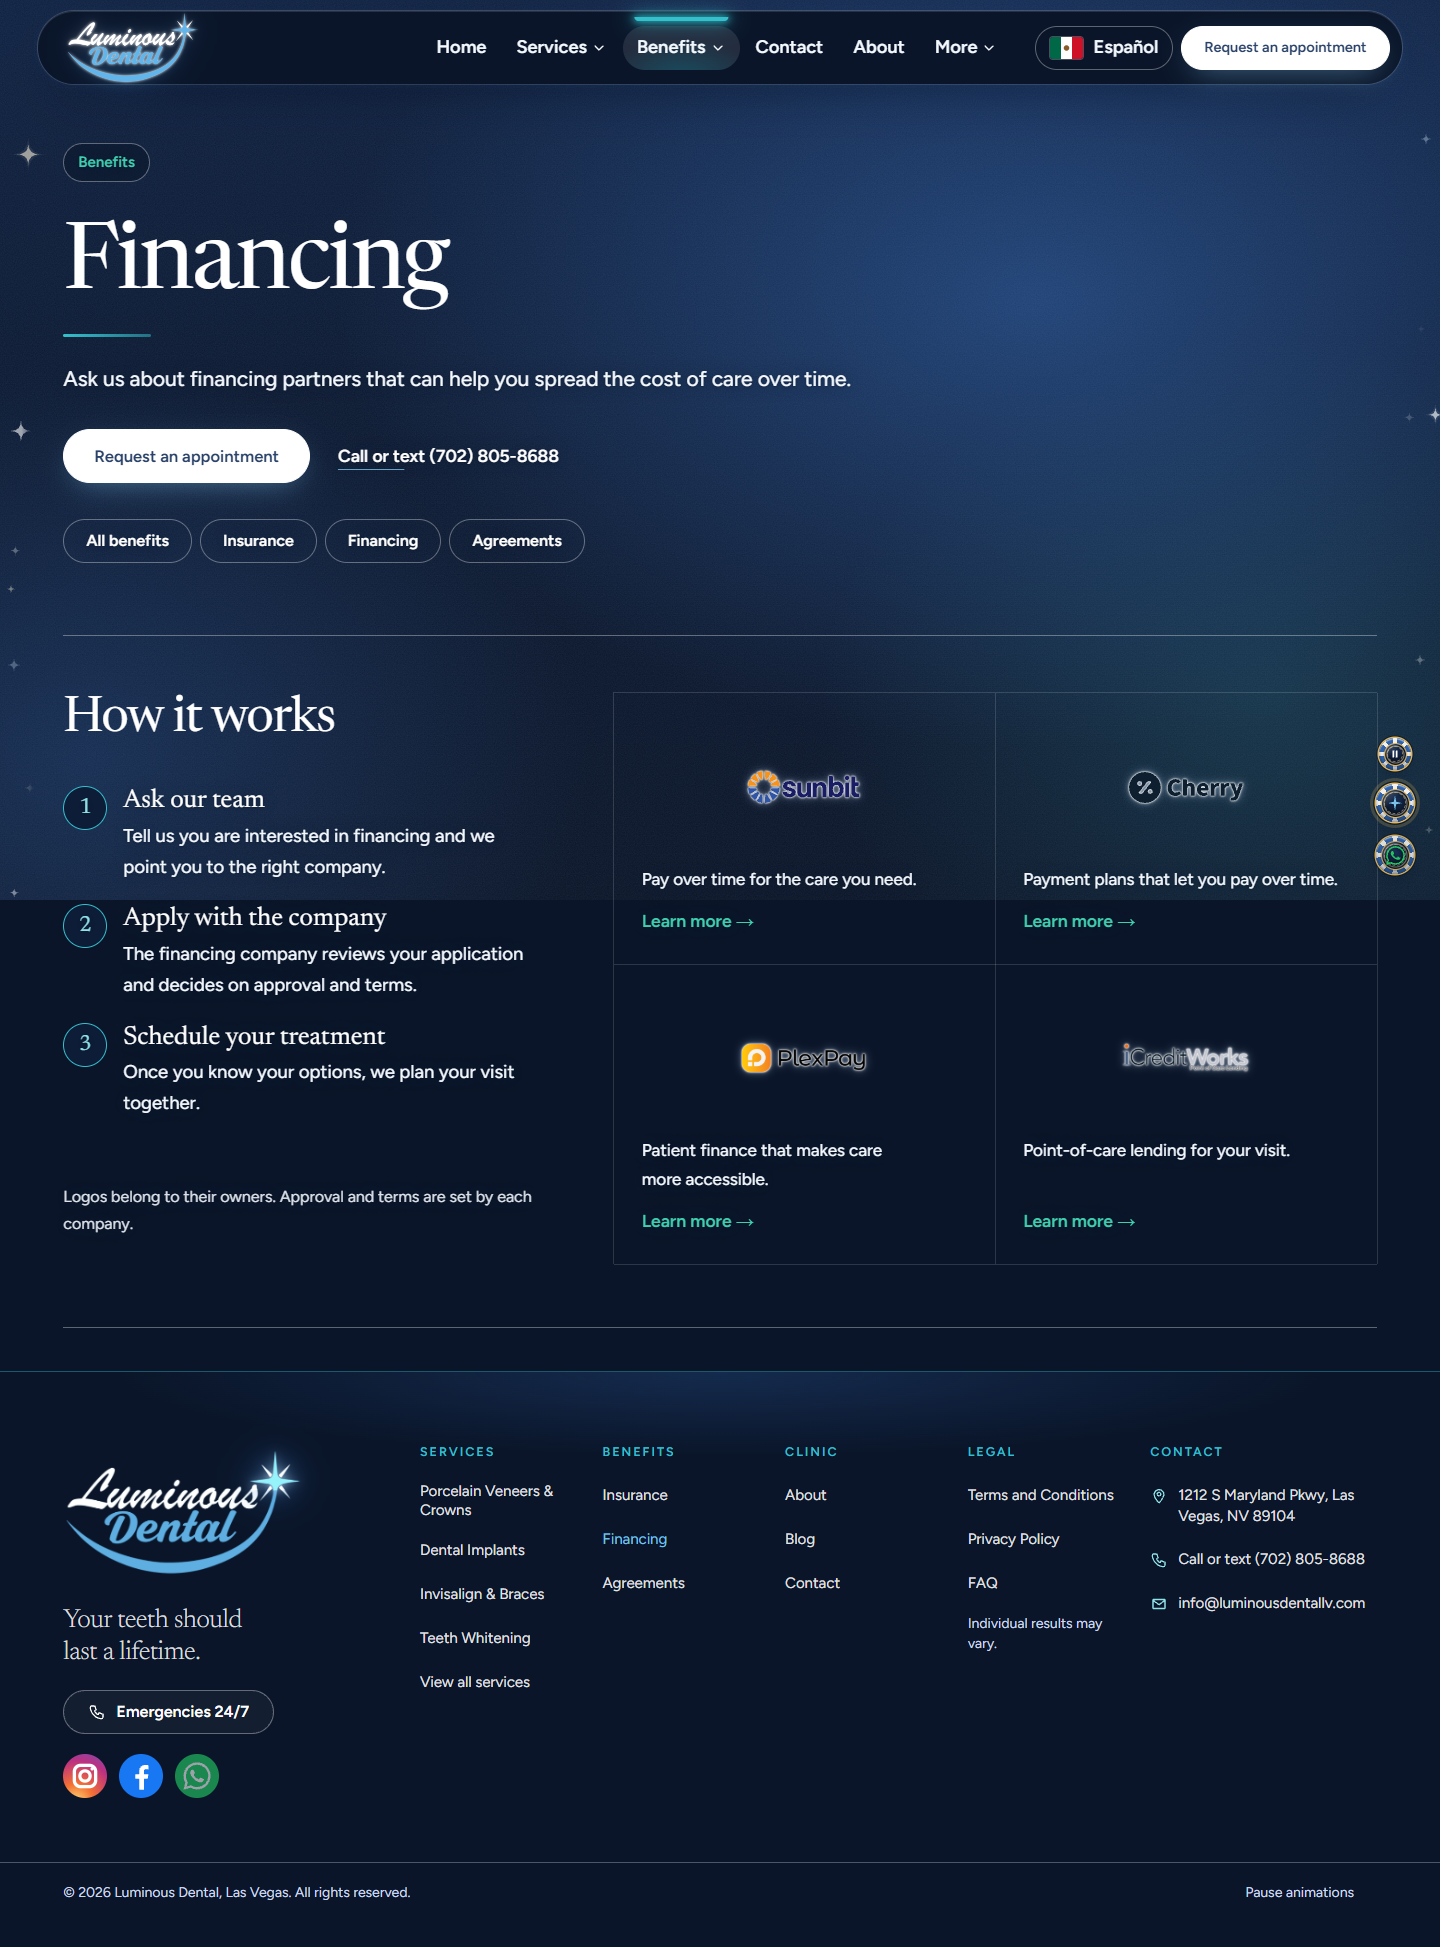 Luminous
Dental
Home
Services
Benefits
Contact
About
More
Español
Request an appointment
Benefits
Financing
Ask us about financing partners that can help you spread the cost of care over time.
Request an appointment
Call or text (702) 805-8688
All benefits
Insurance
Financing
Agreements
How it works
1
Ask our team
Tell us you are interested in financing and we
point you to the right company.
2
Apply with the company
The financing company reviews your application
and decides on approval and terms.
3
Schedule your treatment
Once you know your options, we plan your visit
together.
Logos belong to their owners. Approval and terms are set by each
company.
sunbit
Pay over time for the care you need.
Learn more →
Cherry
Payment plans that let you pay over time.
Learn more →
PlexPay
Patient finance that makes care
more accessible.
Learn more →
iCreditWorks
Point-of-care lending for your visit.
Learn more →
Luminous
Dental
Your teeth should
last a lifetime.
Emergencies 24/7
SERVICES
Porcelain Veneers &
Crowns
Dental Implants
Invisalign & Braces
Teeth Whitening
View all services
BENEFITS
Insurance
Financing
Agreements
CLINIC
About
Blog
Contact
LEGAL
Terms and Conditions
Privacy Policy
FAQ
Individual results may
vary.
CONTACT
1212 S Maryland Pkwy, Las
Vegas, NV 89104
Call or text (702) 805-8688
info@luminousdentallv.com
© 2026 Luminous Dental, Las Vegas. All rights reserved.
Pause animations